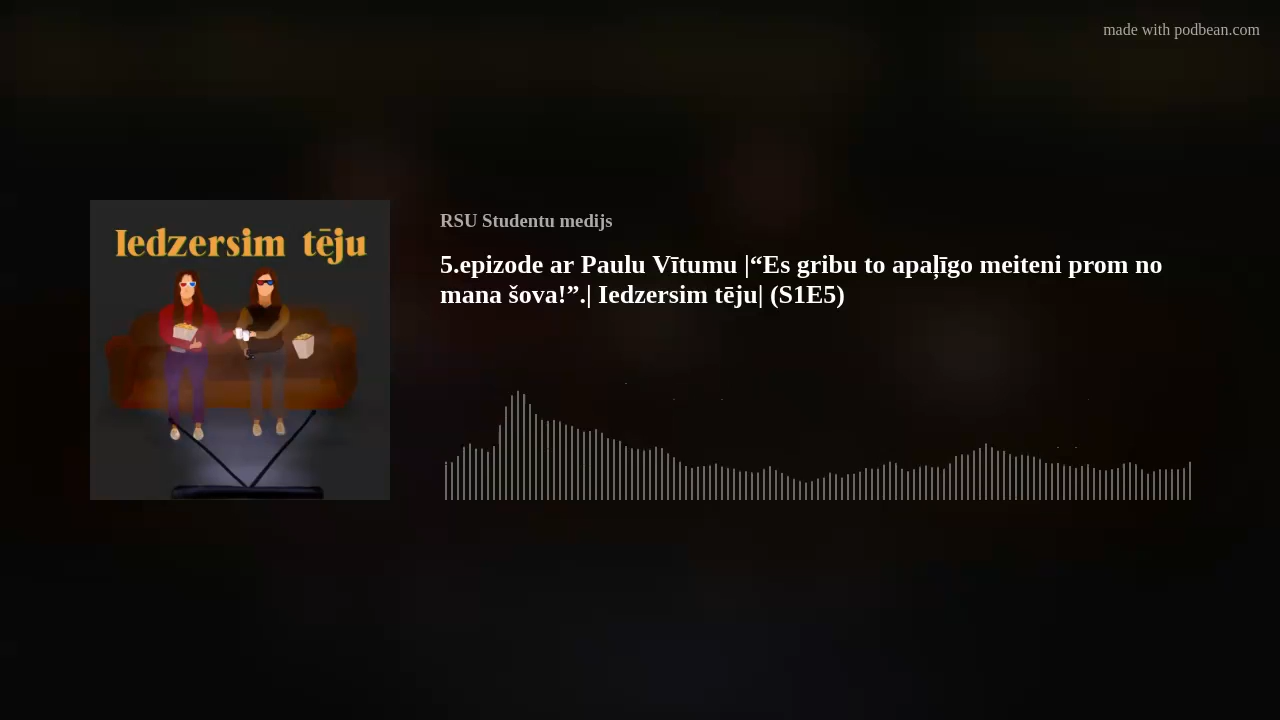 made with podbean.com
Iedzersim tēju
RSU Studentu medijs
5.epizode ar Paulu Vītumu |“Es gribu to apaļīgo meiteni prom no
mana šova!”.| Iedzersim tēju| (S1E5)